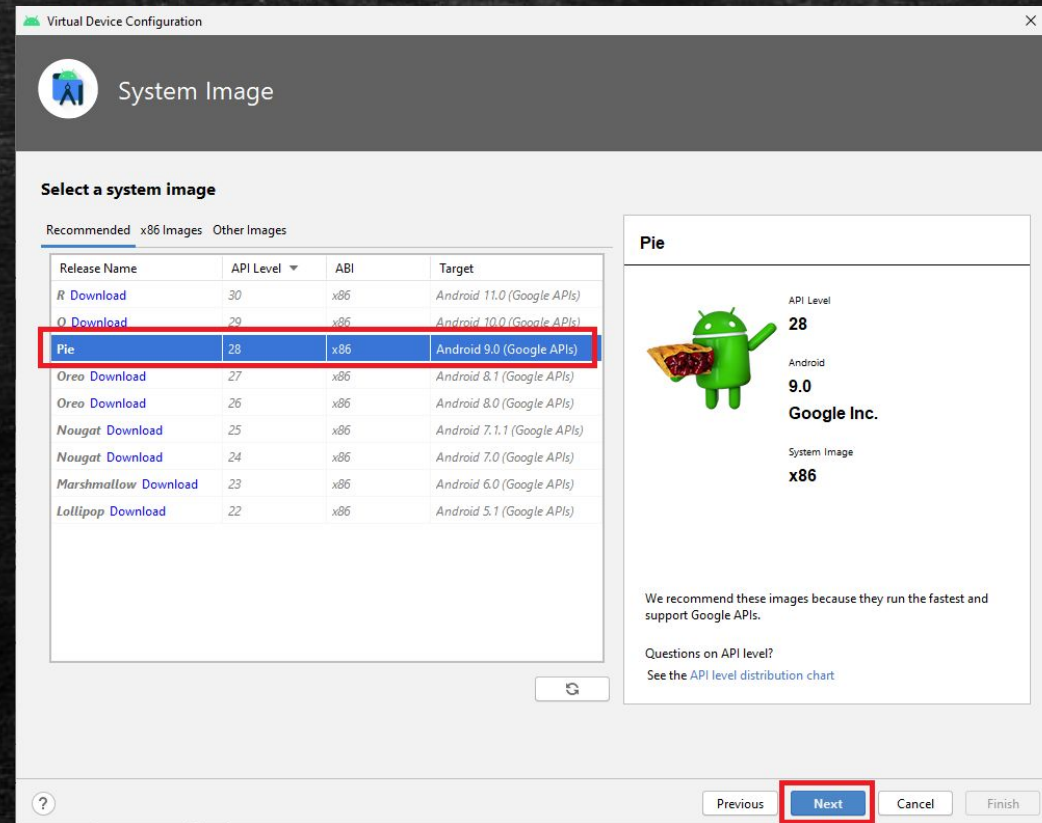 Virtual Device Configuration
System Image
Select a system image
Recommended x86 Images Other Images
Release Name API Level ABI Target
R Download 30 x86 Android 11.0 (Google APIs)
Q Download 29 x86 Android 10.0 (Google APIs)
Pie 28 x86 Android 9.0 (Google APIs)
Oreo Download 27 x86 Android 8.1 (Google APIs)
Oreo Download 26 x86 Android 8.0 (Google APIs)
Nougat Download 25 x86 Android 7.1.1 (Google APIs)
Nougat Download 24 x86 Android 7.0 (Google APIs)
Marshmallow Download 23 x86 Android 6.0 (Google APIs)
Lollipop Download 22 x86 Android 5.1 (Google APIs)
Pie
API Level
28
Android
9.0
Google Inc.
System Image
x86
We recommend these images because they run the fastest and
support Google APIs.
Questions on API level?
See the API level distribution chart
? Previous Next Cancel Finish